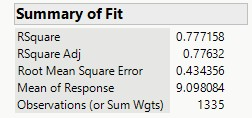 Summary of Fit
RSquare 0.777158
RSquare Adj 0.77632
Root Mean Square Error 0.434356
Mean of Response 9.098084
Observations (or Sum Wgts) 1335